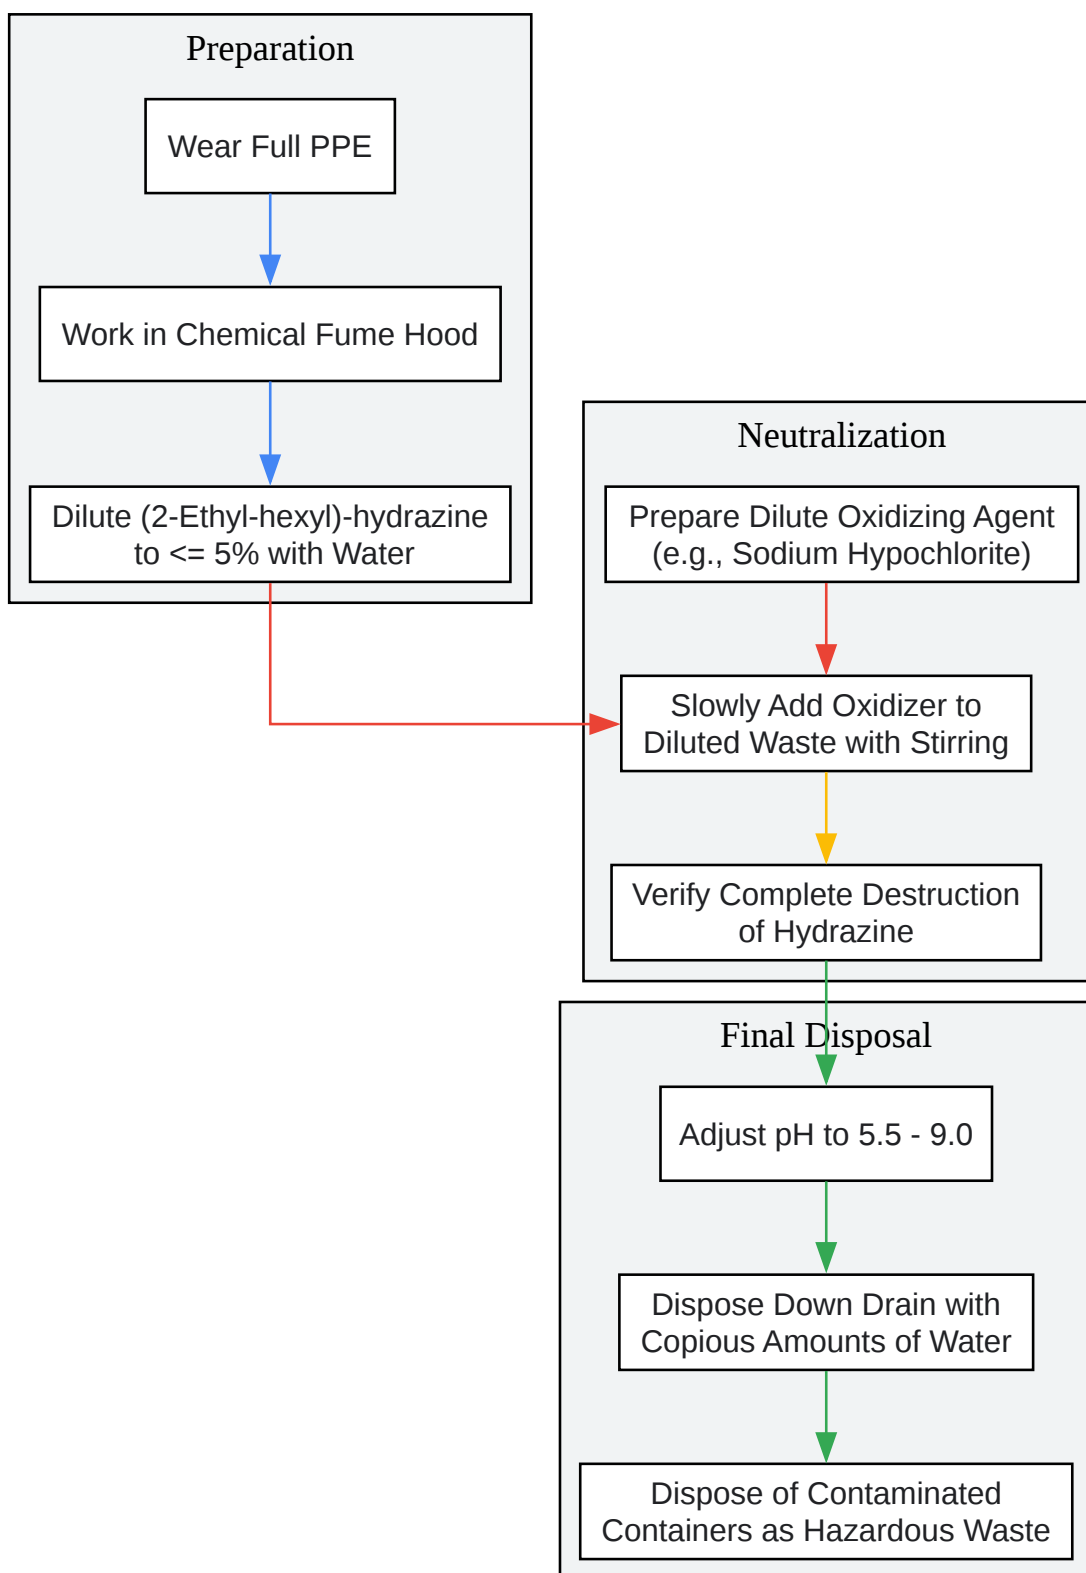 Preparation
Wear Full PPE
Work in Chemical Fume Hood
Dilute (2-Ethyl-hexyl)-hydrazine
to <= 5% with Water
Neutralization
Prepare Dilute Oxidizing Agent
(e.g., Sodium Hypochlorite)
Slowly Add Oxidizer to
Diluted Waste with Stirring
Verify Complete Destruction
of Hydrazine
Final Disposal
Adjust pH to 5.5 - 9.0
Dispose Down Drain with
Copious Amounts of Water
Dispose of Contaminated
Containers as Hazardous Waste